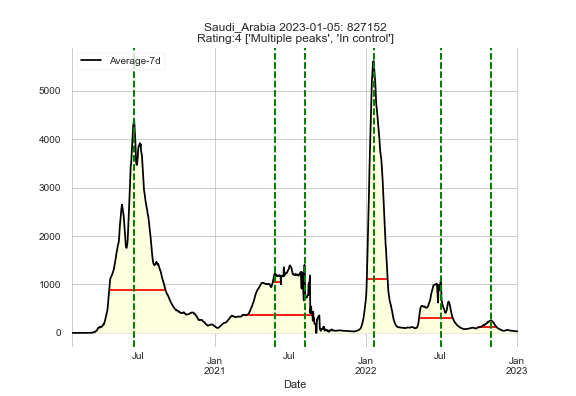 Saudi_Arabia 2023-01-05: 827152
Rating:4 ['Multiple peaks', 'In control']
Average-7d
5000
4000
3000
2000
1000
0
Jul
Jan
2021
Jul
Jan
2022
Jul
Jan
2023
Date